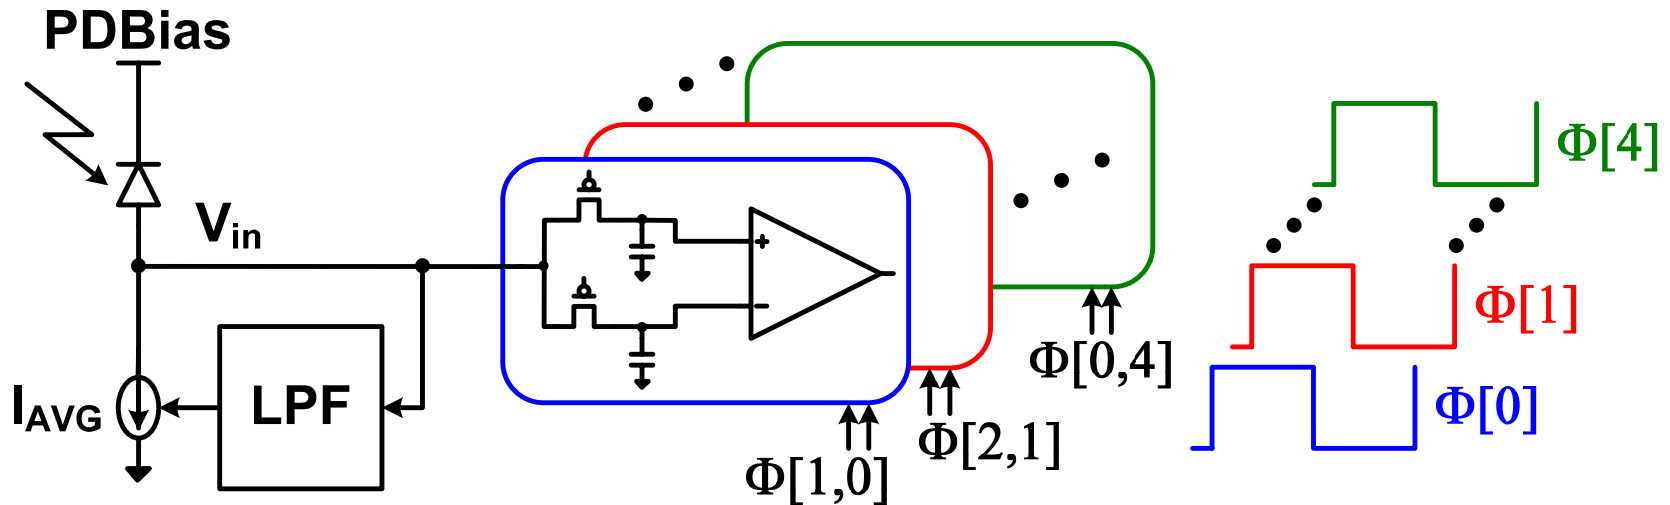 PDBias
Vin
IAVG
LPF
+
−
Φ[1,0]
Φ[2,1]
Φ[0,4]
Φ[4]
Φ[1]
Φ[0]